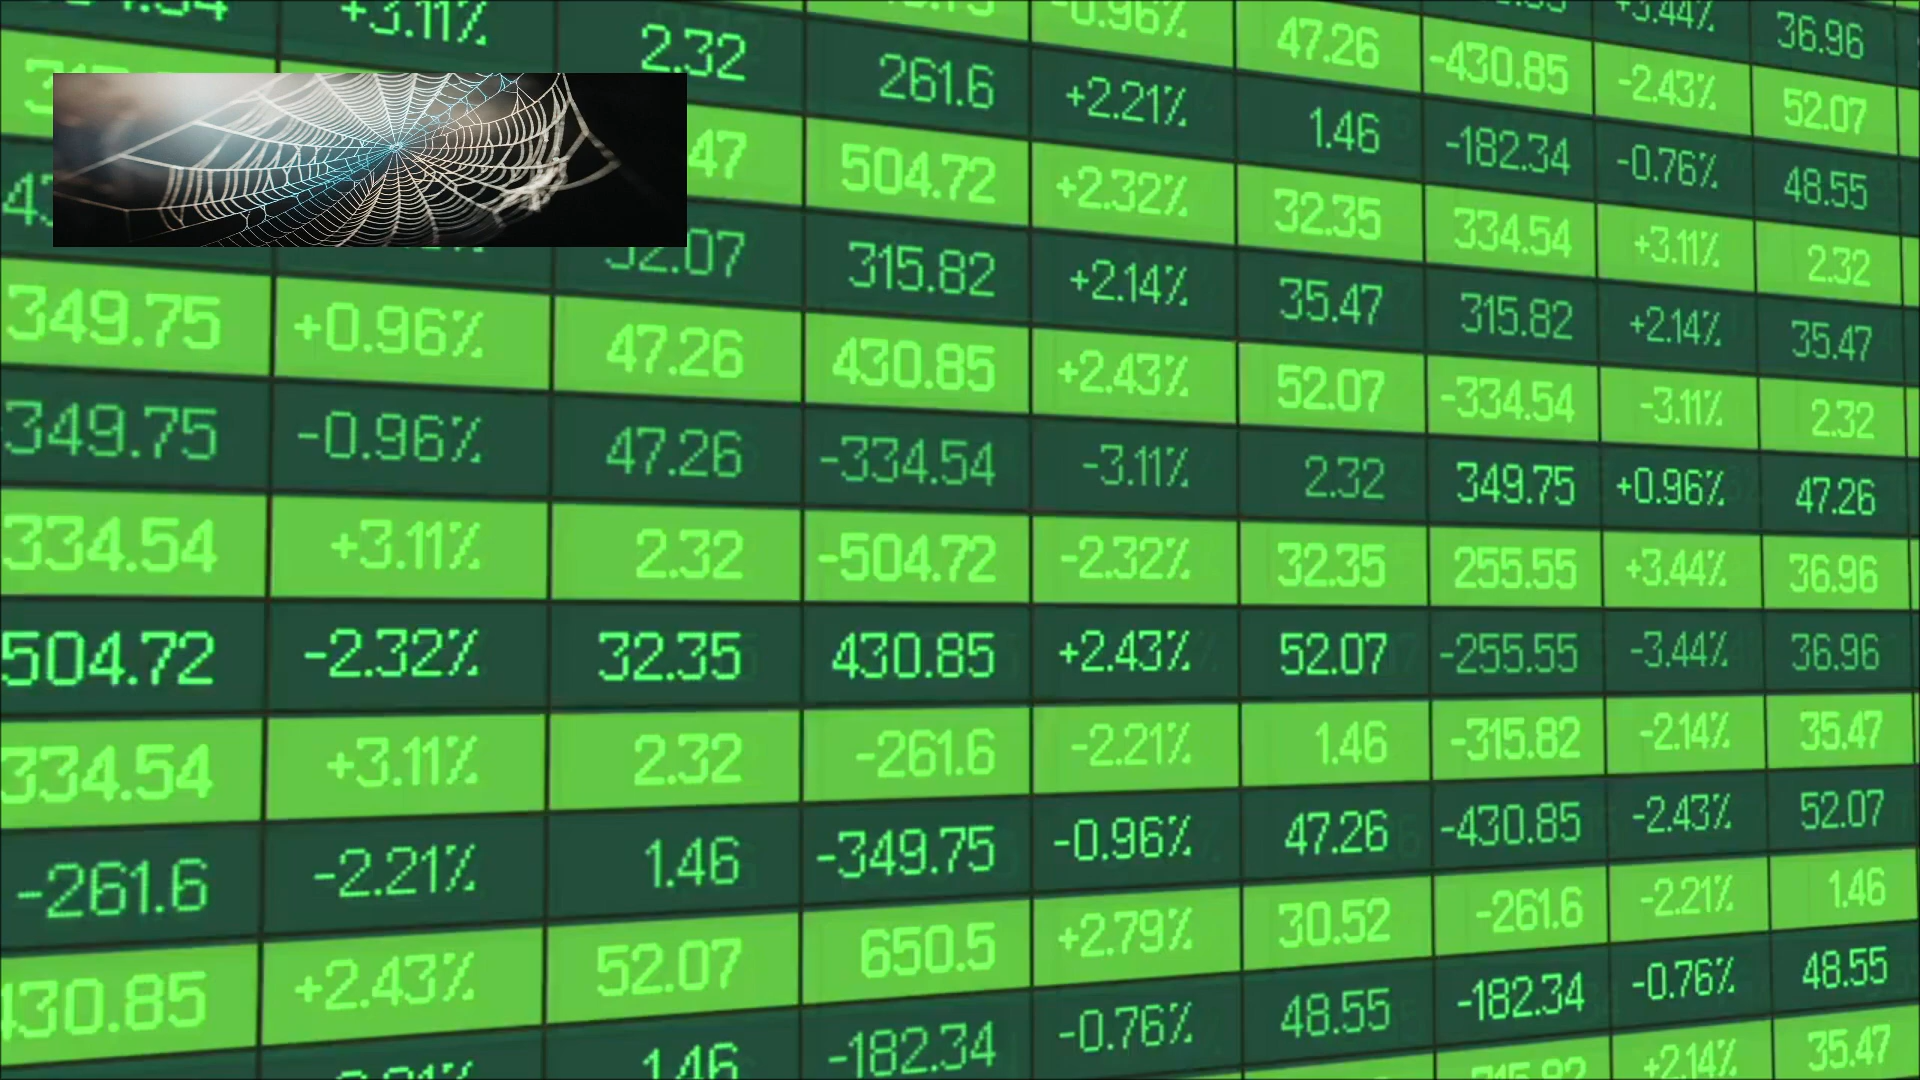 +3.11% 2.32 261.6 +2.21% 47.26 -430.85 -2.43% 36.96
504.72 +2.32% 1.46 -182.34 -0.76% 52.07
32.07 315.82 +2.14% 32.35 334.54 +3.11% 48.55
349.75 +0.96% 47.26 430.85 +2.43% 35.47 315.82 +2.14% 2.32
349.75 -0.96% 47.26 -334.54 -3.11% 52.07 -334.54 -3.11% 35.47
334.54 +3.11% 2.32 -504.72 -2.32% 2.32 349.75 +0.96% 2.32
504.72 -2.32% 32.35 430.85 +2.43% 32.35 255.55 +3.44% 47.26
334.54 +3.11% 2.32 -261.6 -2.21% 52.07 -255.55 -3.44% 36.96
-261.6 -2.21% 1.46 -349.75 -0.96% 1.46 -315.82 -2.14% 36.96
430.85 +2.43% 52.07 650.5 +2.79% 47.26 -430.85 -2.43% 35.47
1.46 -182.34 -0.76% 30.52 -261.6 -2.21% 52.07
48.55 -182.34 -0.76% 1.46
+2.14% 48.55
35.47